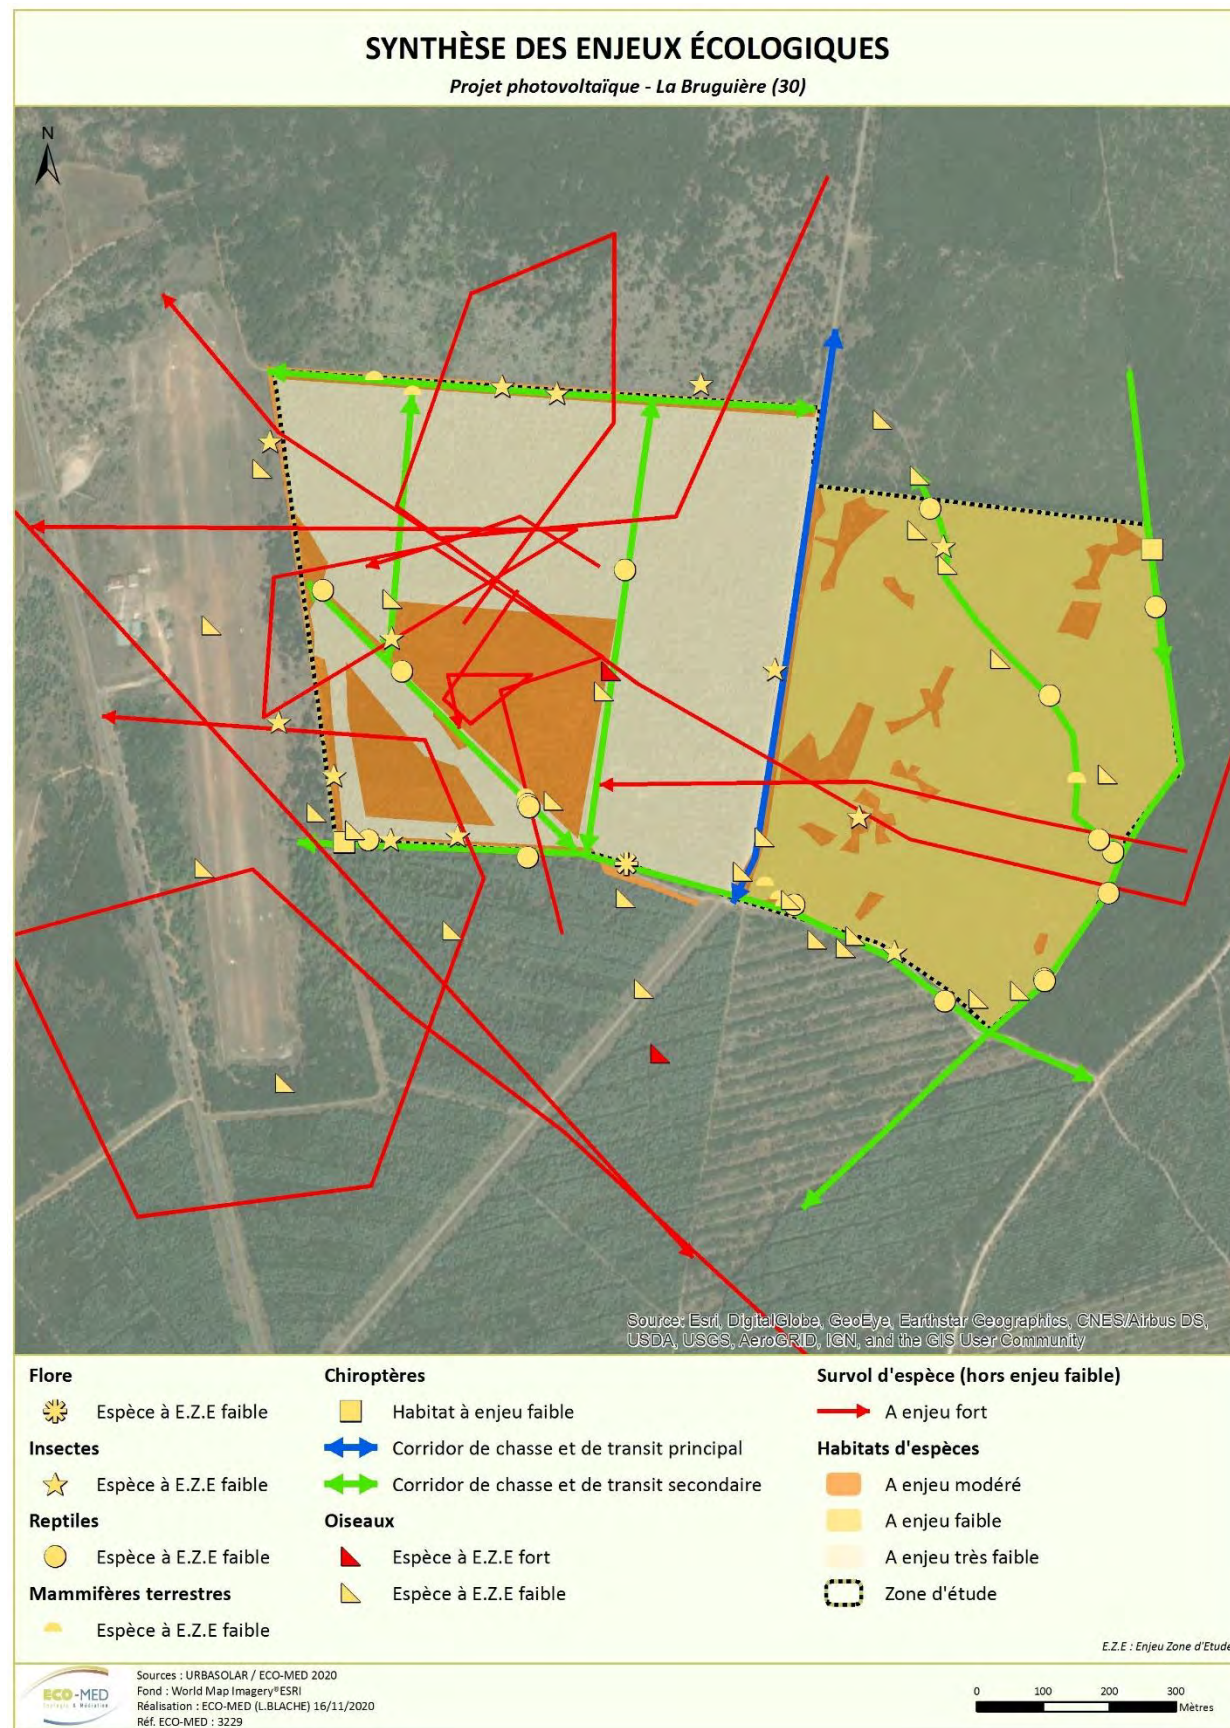 SYNTHÈSE DES ENJEUX ÉCOLOGIQUES
Projet photovoltaïque - La Bruguière (30)
N
Source: Esri, DigitalGlobe, GeoEye, Earthstar Geographics, CNES/Airbus DS,
USDA, USGS, AeroGRID, IGN, and the GIS User Community
Flore
Espèce à E.Z.E faible
Insectes
Espèce à E.Z.E faible
Reptiles
Espèce à E.Z.E faible
Mammifères terrestres
Espèce à E.Z.E faible
Chiroptères
Habitat à enjeu faible
Corridor de chasse et de transit principal
Corridor de chasse et de transit secondaire
Oiseaux
Espèce à E.Z.E fort
Espèce à E.Z.E faible
Survol d'espèce (hors enjeu faible)
A enjeu fort
Habitats d'espèces
A enjeu modéré
A enjeu faible
A enjeu très faible
Zone d'étude
E.Z.E : Enjeu Zone d'Etude
ECO-MED
Ecologie & Médiation
Sources : URBASOLAR / ECO-MED 2020
Fond : World Map Imagery®ESRI
Réalisation : ECO-MED (L.BLACHE) 16/11/2020
Réf. ECO-MED : 3229
0 100 200 300
Mètres